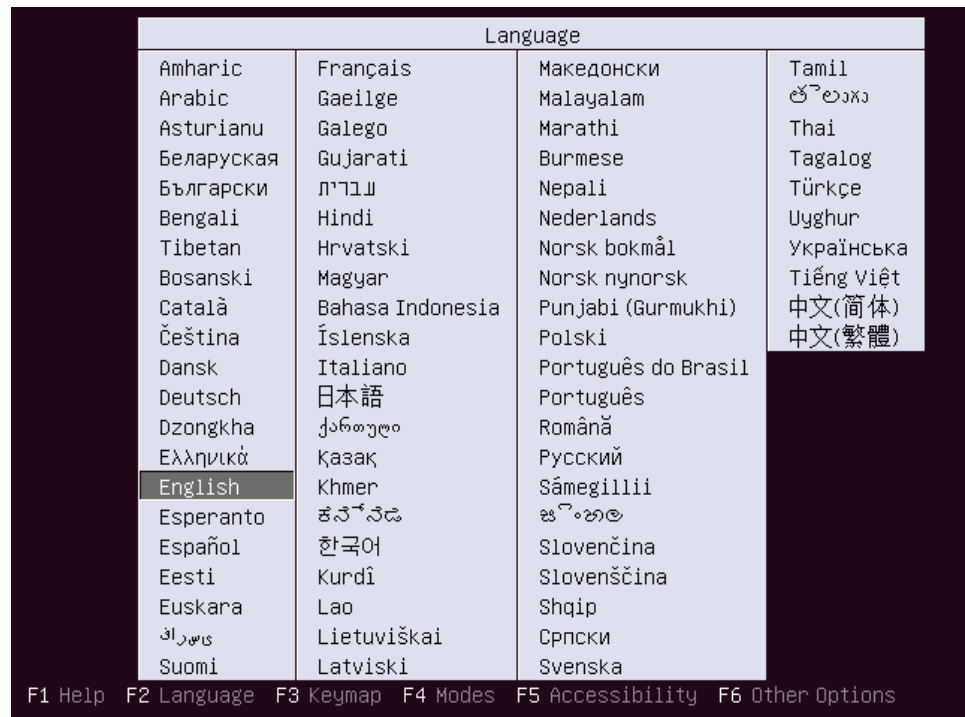 Language
Amharic
Arabic
Asturianu
Беларуская
Български
Bengali
Tibetan
Bosanski
Català
Čeština
Dansk
Deutsch
Dzongkha
Ελληνικά
English
Esperanto
Español
Eesti
Euskara
فارسی
Suomi
Français
Gaeilge
Galego
Gujarati
עברית
Hindi
Hrvatski
Magyar
Bahasa Indonesia
Íslenska
Italiano
日本語
ქართული
Қазақ
Khmer
ಕನ್ನಡ
한국어
Kurdî
Lao
Lietuviškai
Latviski
Македонски
Malayalam
Marathi
Burmese
Nepali
Nederlands
Norsk bokmål
Norsk nynorsk
Punjabi (Gurmukhi)
Polski
Português do Brasil
Português
Română
Русский
Sámegillii
සිංහල
Slovenčina
Slovenščina
Shqip
Српски
Svenska
Tamil
తెలుగు
Thai
Tagalog
Türkçe
Uyghur
Українська
Tiếng Việt
中文(简体)
中文(繁體)
F1 Help F2 Language F3 Keymap F4 Modes F5 Accessibility F6 Other Options